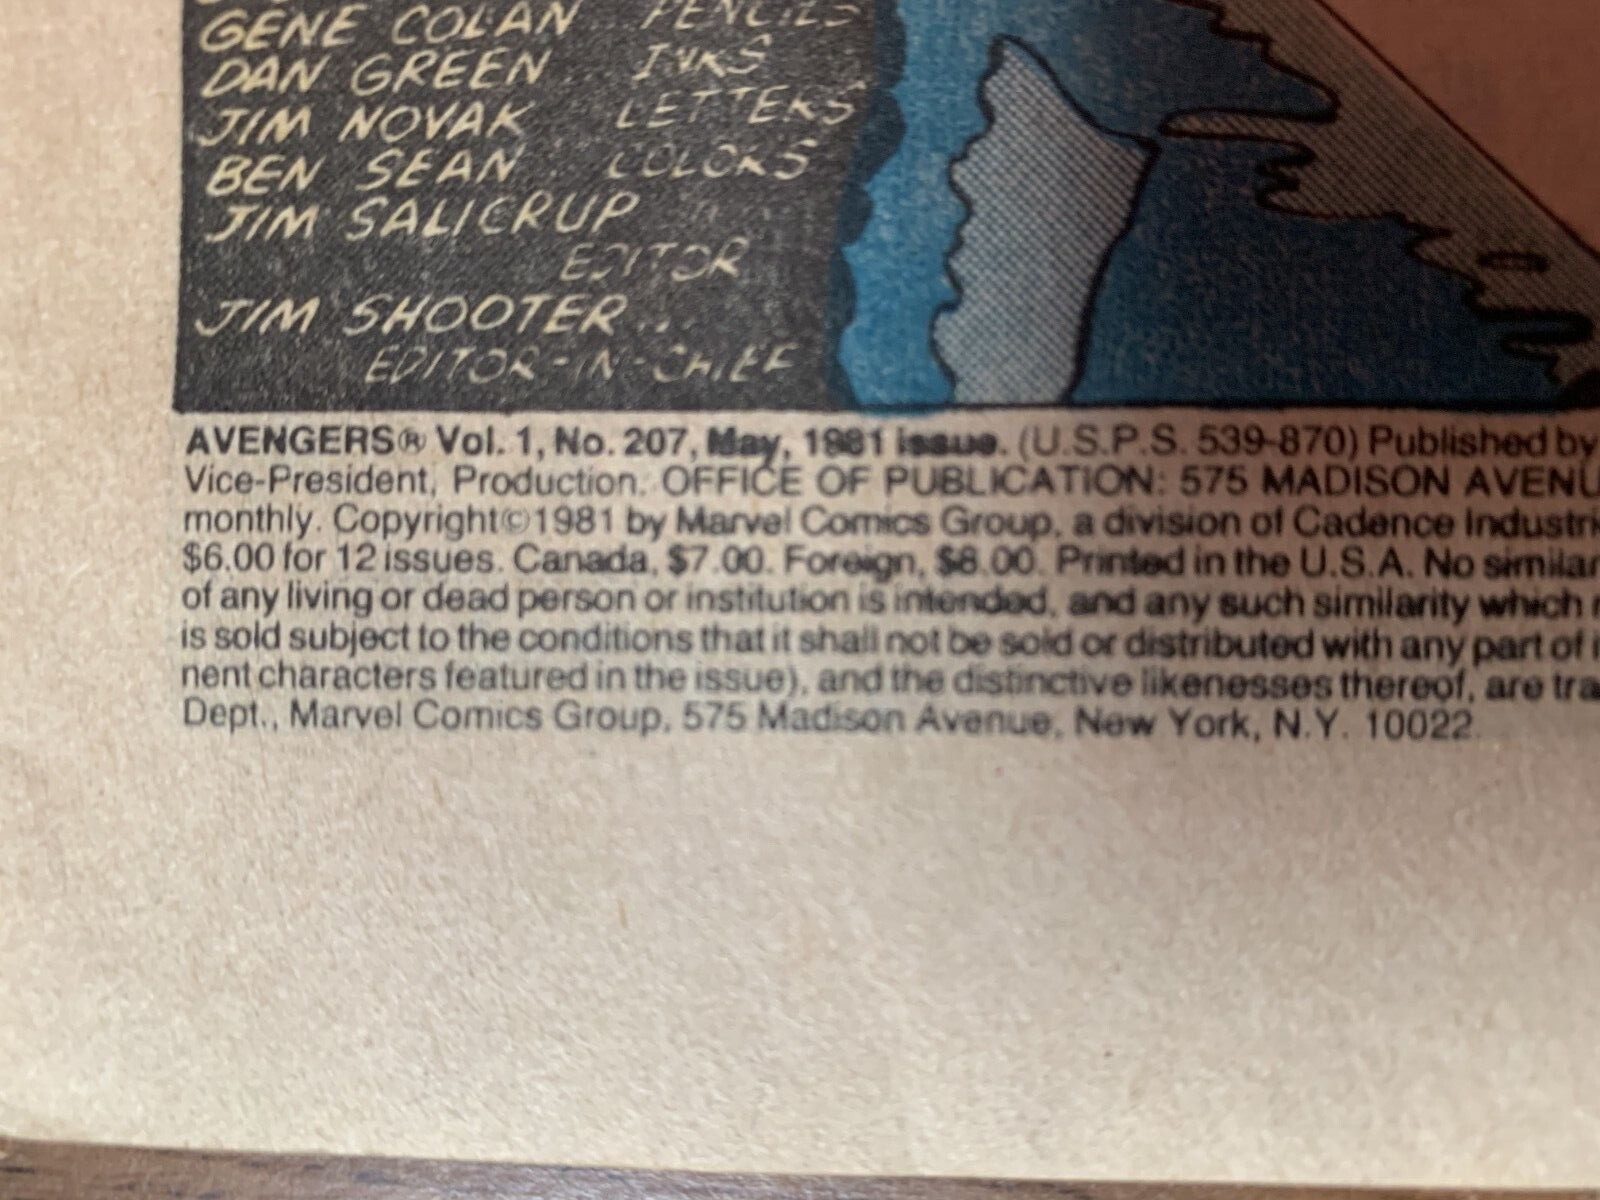 GENE COLAN PENCILS
DAN GREEN INKS
JIM NOVAK LETTERS
BEN SEAN COLORS
JIM SALICRUP
EDITOR
JIM SHOOTER...
EDITOR-IN-CHIEF
AVENGERS® Vol. 1, No. 207, May, 1981 issue. (U.S.P.S. 539-870) Published by
Vice-President, Production. OFFICE OF PUBLICATION: 575 MADISON AVENU
monthly. Copyright©1981 by Marvel Comics Group, a division of Cadence Industri
$6.00 for 12 issues. Canada, $7.00. Foreign, $8.00. Printed in the U.S.A. No similar
of any living or dead person or institution is intended, and any such similarity which
is sold subject to the conditions that it shall not be sold or distributed with any part of
nent characters featured in the issue), and the distinctive likenesses thereof, are tra
Dept., Marvel Comics Group, 575 Madison Avenue, New York, N.Y. 10022.